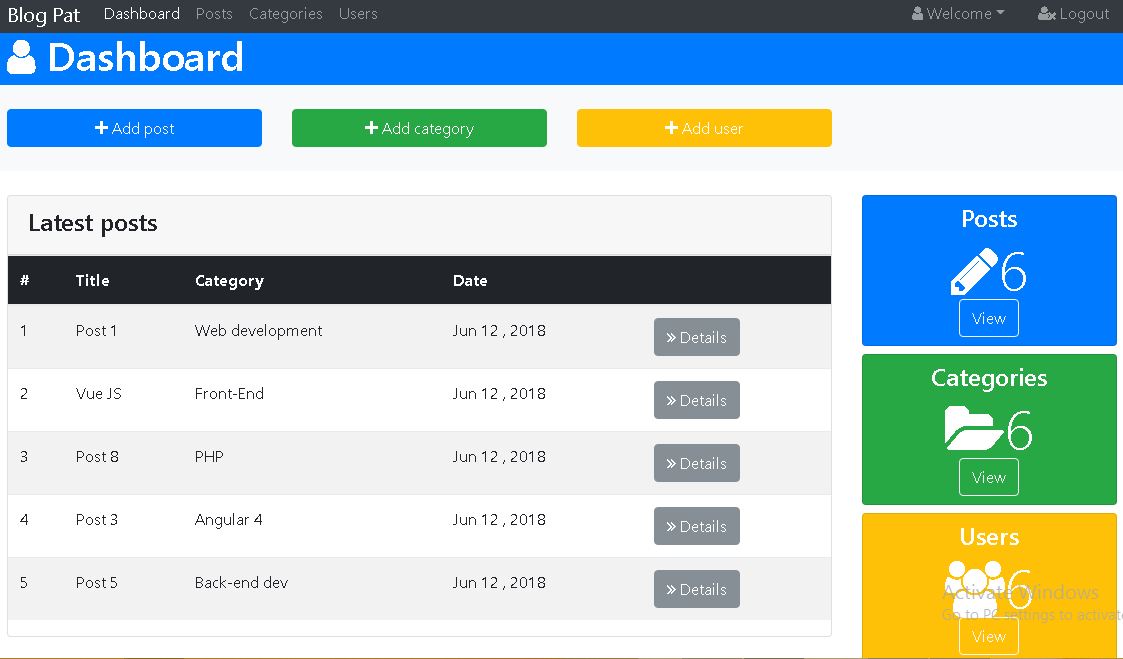 Blog Pat Dashboard Posts Categories Users Welcome Logout
Dashboard
Add post Add category Add user
Latest posts
# Title Category Date
1 Post 1 Web development Jun 12 , 2018 Details
2 Vue JS Front-End Jun 12 , 2018 Details
3 Post 8 PHP Jun 12 , 2018 Details
4 Post 3 Angular 4 Jun 12 , 2018 Details
5 Post 5 Back-end dev Jun 12 , 2018 Details
Posts
6
View
Categories
6
View
Users
6
View
Activate Windows
Go to PC settings to activate